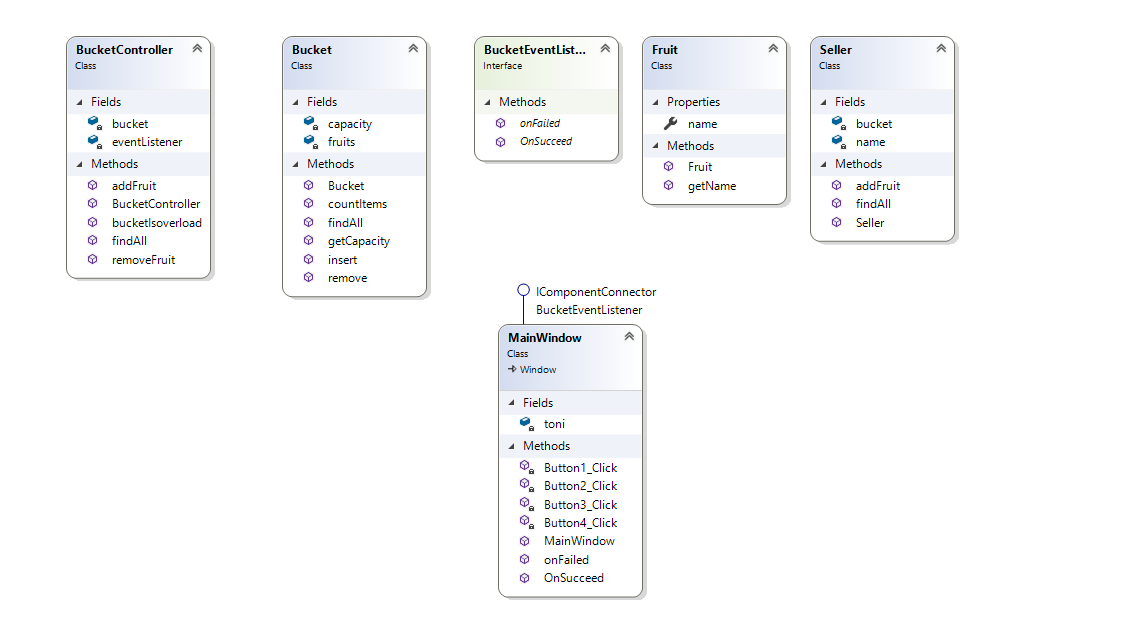 BucketController
Class
Fields
bucket
eventListener
Methods
addFruit
BucketController
bucketIsoverload
findAll
removeFruit
Bucket
Class
Fields
capacity
fruits
Methods
Bucket
countItems
findAll
getCapacity
insert
remove
BucketEventList...
Interface
Methods
onFailed
OnSucceed
Fruit
Class
Properties
name
Methods
Fruit
getName
Seller
Class
Fields
bucket
name
Methods
addFruit
findAll
Seller
IComponentConnector
BucketEventListener
MainWindow
Class
Window
Fields
toni
Methods
Button1_Click
Button2_Click
Button3_Click
Button4_Click
MainWindow
onFailed
OnSucceed